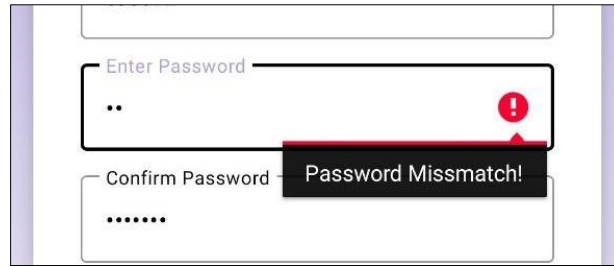 Enter Password
••
Password Missmatch!
Confirm Password
•••••••